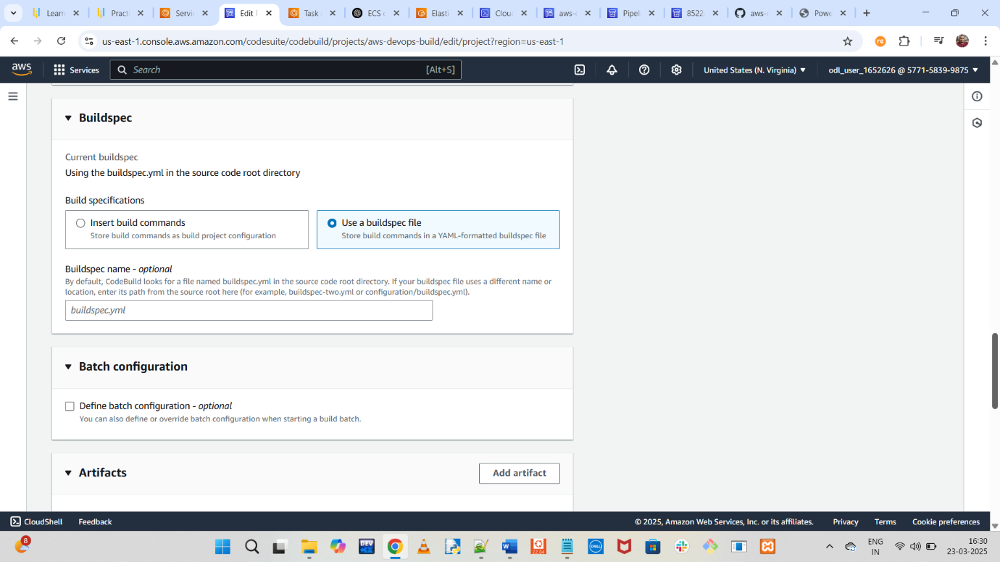 Learn
Practi
Servic
Edit P
Task
ECS
Elasti
Clou
aws-
Pipeli
8522
aws-
Powe
us-east-1.console.aws.amazon.com/codesuite/codebuild/projects/aws-devops-build/edit/project?region=us-east-1
aws
Services
Search
[Alt+S]
United States (N. Virginia)
odl_user_1652626 @ 5771-5839-9875
Buildspec
Current buildspec
Using the buildspec.yml in the source code root directory
Build specifications
Insert build commands
Store build commands as build project configuration
Use a buildspec file
Store build commands in a YAML-formatted buildspec file
Buildspec name - optional
By default, CodeBuild looks for a file named buildspec.yml in the source code root directory. If your buildspec file uses a different name or
location, enter its path from the source root here (for example, buildspec-two.yml or configuration/buildspec.yml).
buildspec.yml
Batch configuration
Define batch configuration - optional
You can also define or override batch configuration when starting a build batch.
Artifacts
Add artifact
CloudShell
Feedback
© 2025, Amazon Web Services, Inc. or its affiliates.
Privacy
Terms
Cookie preferences
8
DEV
22.04
DELL
ENG
IN
16:30
23-03-2025